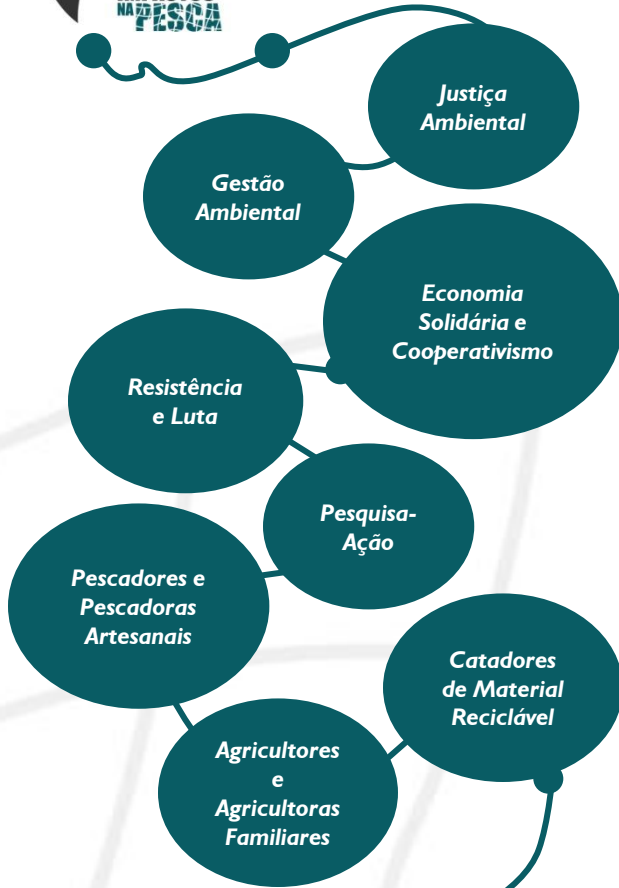 NA PESCA
Justiça
Ambiental
Gestão
Ambiental
Economia
Solidária e
Cooperativismo
Resistência
e Luta
Pesquisa-
Ação
Pescadores e
Pescadoras
Artesanais
Catadores
de Material
Reciclável
Agricultores
e
Agricultoras
Familiares